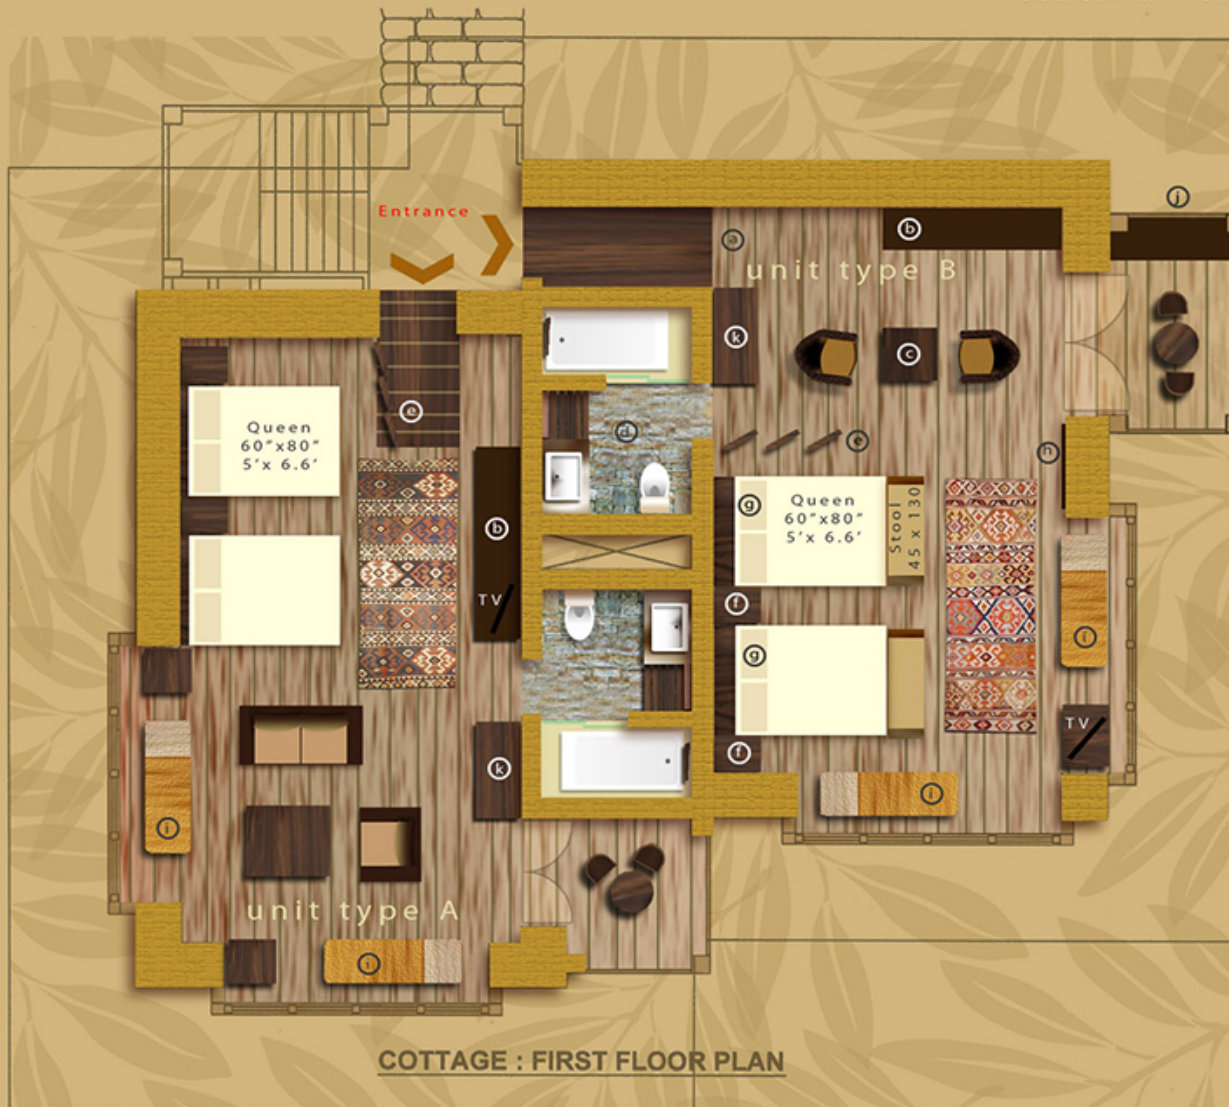 j
Entrance
a
b
unit type B
k
c
e
d
e
h
Queen
60"x80"
5'x 6.6'
g
Queen
60"x80"
5'x 6.6'
Stool
45 x 130
b
TV
f
g
i
TV
f
k
i
i
unit type A
i
COTTAGE : FIRST FLOOR PLAN